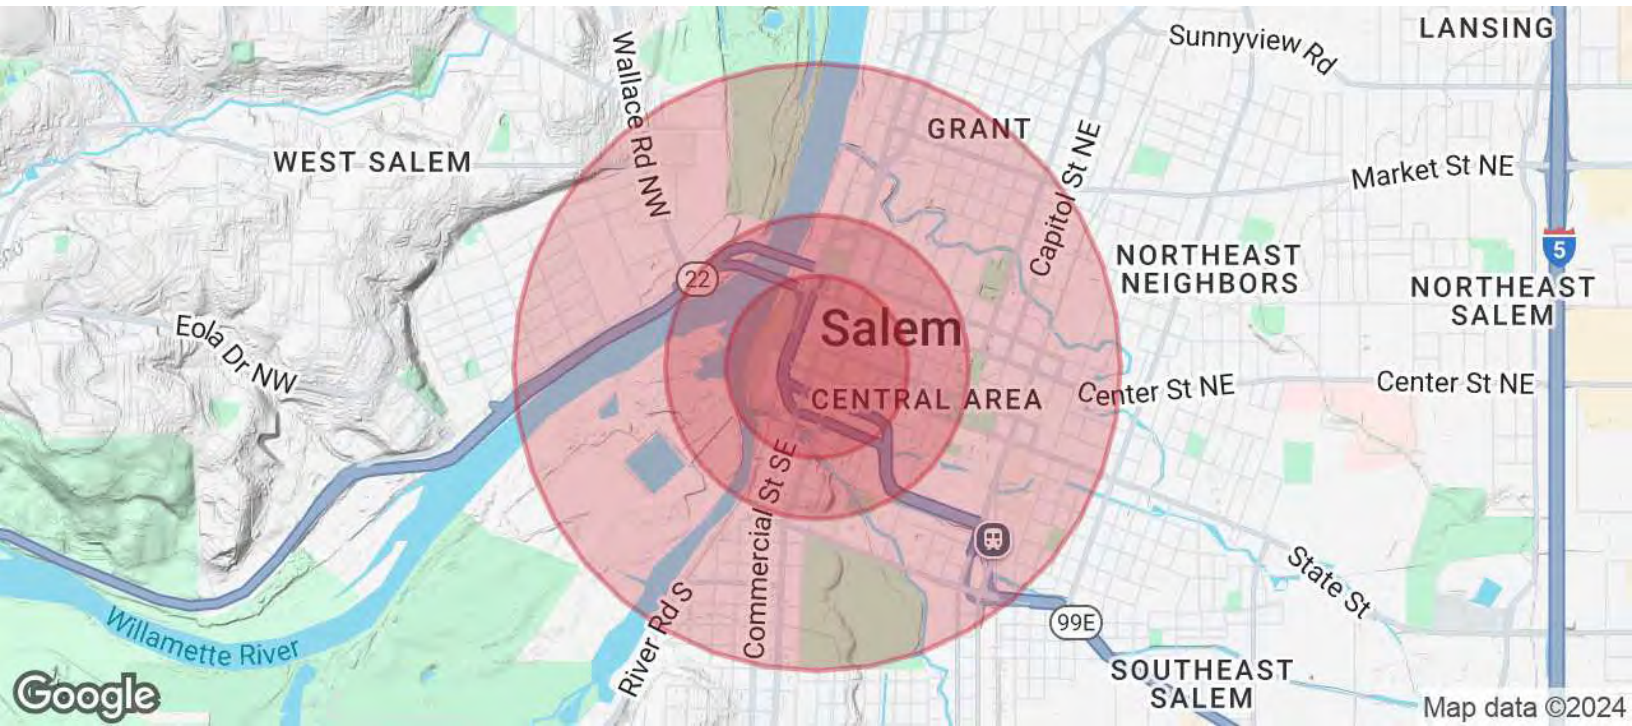 LANSING
Sunnyview Rd
Wallace Rd NW
GRANT
Capitol St NE
WEST SALEM
Market St NE
NORTHEAST
NEIGHBORS
5
22
NORTHEAST
SALEM
Salem
Eola Dr NW
CENTRAL AREA
Center St NE
Center St NE
Commercial St SE
State St
River Rd S
99E
Willamette River
SOUTHEAST
SALEM
Google
Map data ©2024